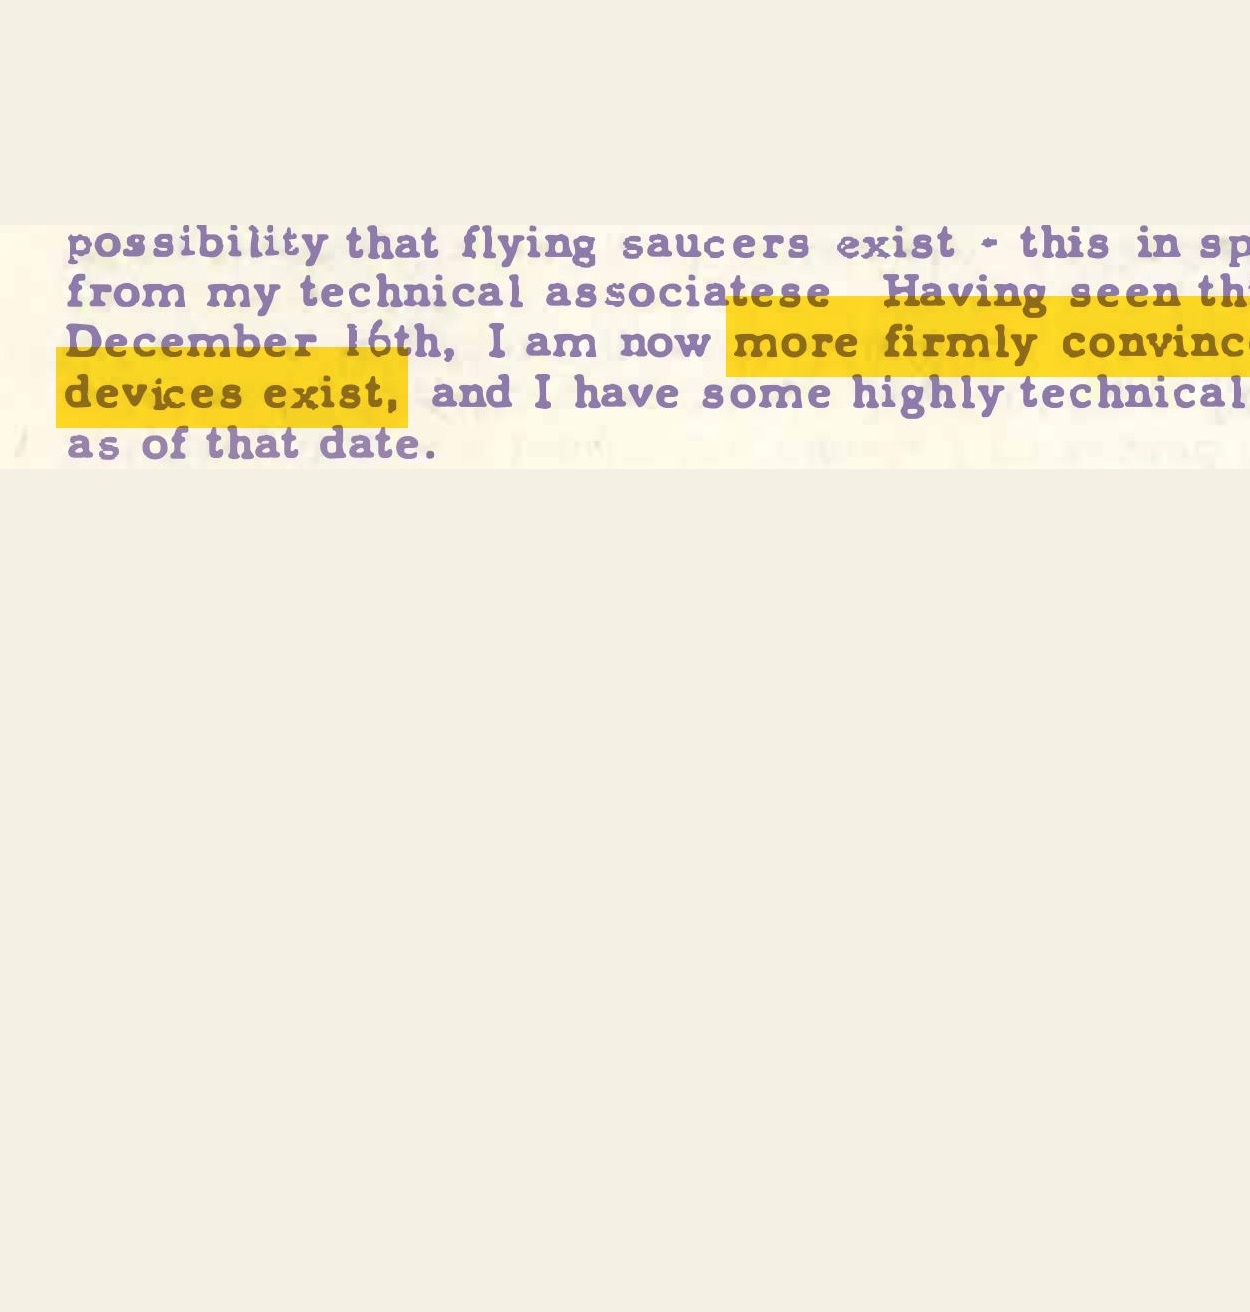 possibility that flying saucers exist - this in sp
from my technical associatese Having seen th
December 16th, I am now more firmly convinc
devices exist, and I have some highly technical
as of that date.